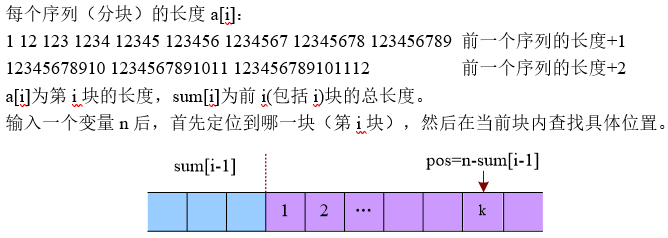 每个序列（分块）的长度 a[i]：
1 12 123 1234 12345 123456 1234567 12345678 123456789 前一个序列的长度+1
12345678910 1234567891011 123456789101112 前一个序列的长度+2
a[i]为第 i 块的长度，sum[i]为前 i(包括 i)块的总长度。
输入一个变量 n 后，首先定位到哪一块（第 i 块），然后在当前块内查找具体位置。
sum[i-1] pos=n-sum[i-1]
1 2 … k